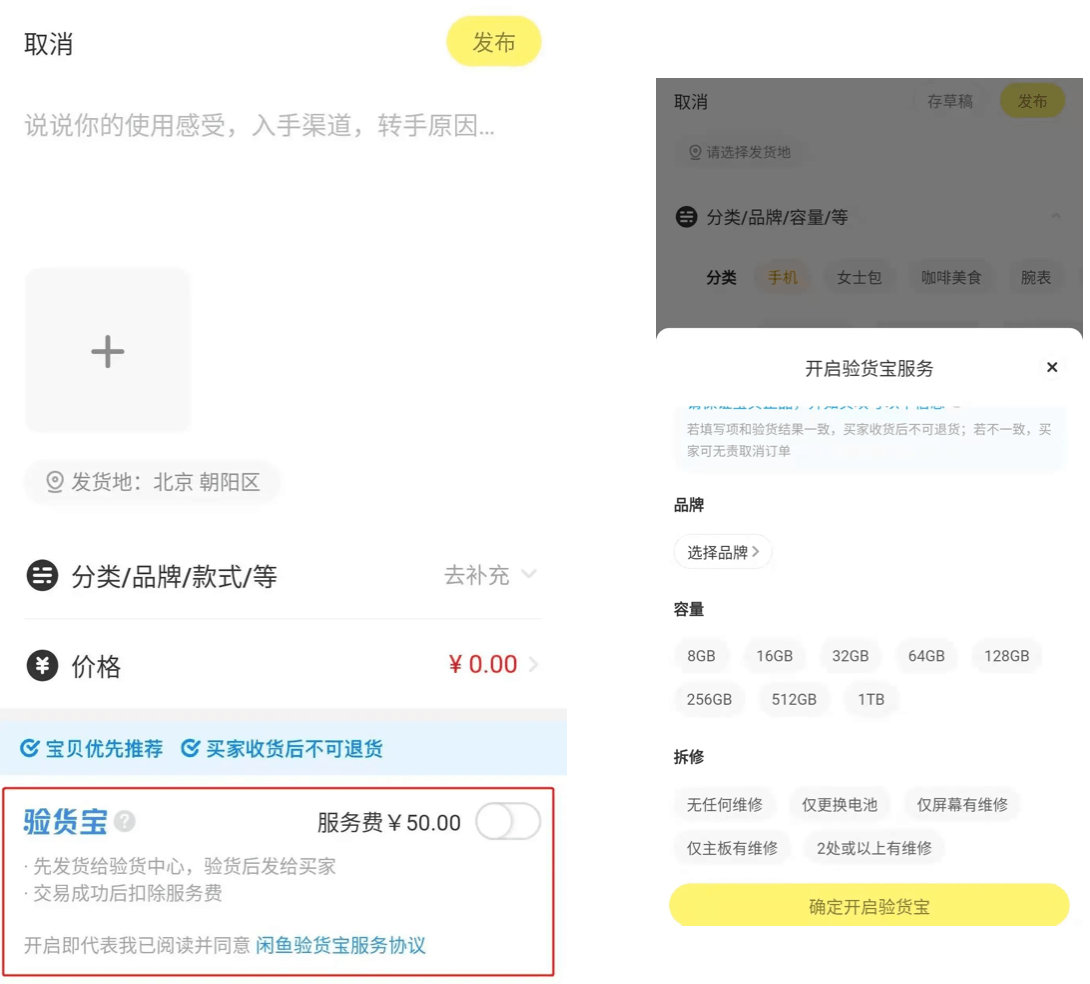 取消
发布
说说你的使用感受，入手渠道，转手原因...
发货地：北京 朝阳区
分类/品牌/款式/等
去补充
价格
¥ 0.00
宝贝优先推荐
买家收货后不可退货
验货宝
服务费 ¥ 50.00
· 先发货给验货中心，验货后发给买家
· 交易成功后扣除服务费
开启即代表我已阅读并同意 闲鱼验货宝服务协议
取消
存草稿
发布
请选择发货地
分类/品牌/容量/等
分类
手机
女士包
咖啡美食
腕表
开启验货宝服务
若填写项和验货结果一致，买家收货后不可退货；若不一致，买
家可无责取消订单
品牌
选择品牌
容量
8GB
16GB
32GB
64GB
128GB
256GB
512GB
1TB
拆修
无任何维修
仅更换电池
仅屏幕有维修
仅主板有维修
2处或以上有维修
确定开启验货宝